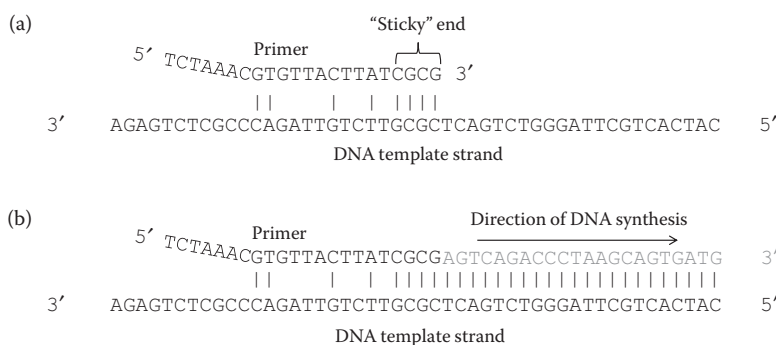 (a) "Sticky" end
Primer
5′ TCTAAACGTGTTACTTATCGCG 3′
3′ AGAGTCTCGCCCAGATTGTCTTGCGCTCAGTCTGGGATTCGTCACTAC 5′
DNA template strand
(b) Direction of DNA synthesis
Primer
5′ TCTAAACGTGTTACTTATCGCGAGTCAGACCCTAAGCAGTGATG 3′
3′ AGAGTCTCGCCCAGATTGTCTTGCGCTCAGTCTGGGATTCGTCACTAC 5′
DNA template strand